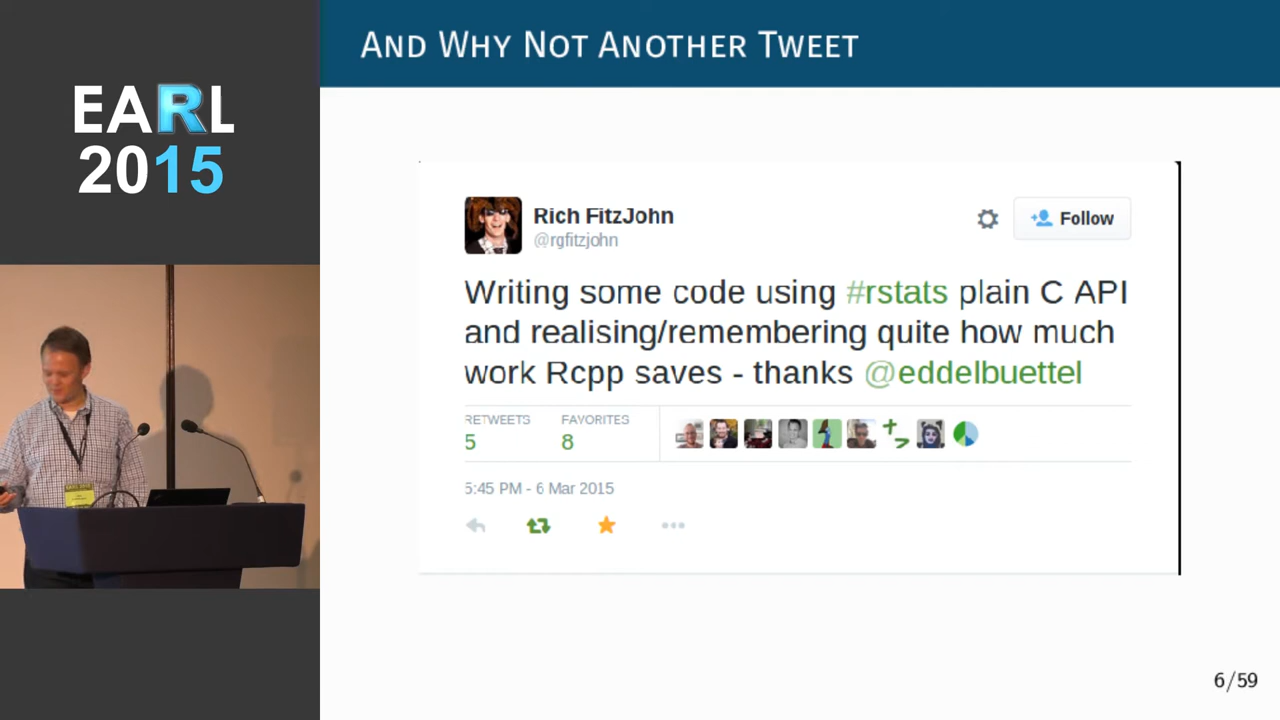 EARL
2015
AND WHY NOT ANOTHER TWEET
Rich FitzJohn
@rgfitzjohn
Follow
Writing some code using #rstats plain C API
and realising/remembering quite how much
work Rcpp saves - thanks @eddelbuettel
RETWEETS FAVORITES
5 8
5:45 PM - 6 Mar 2015
6/59